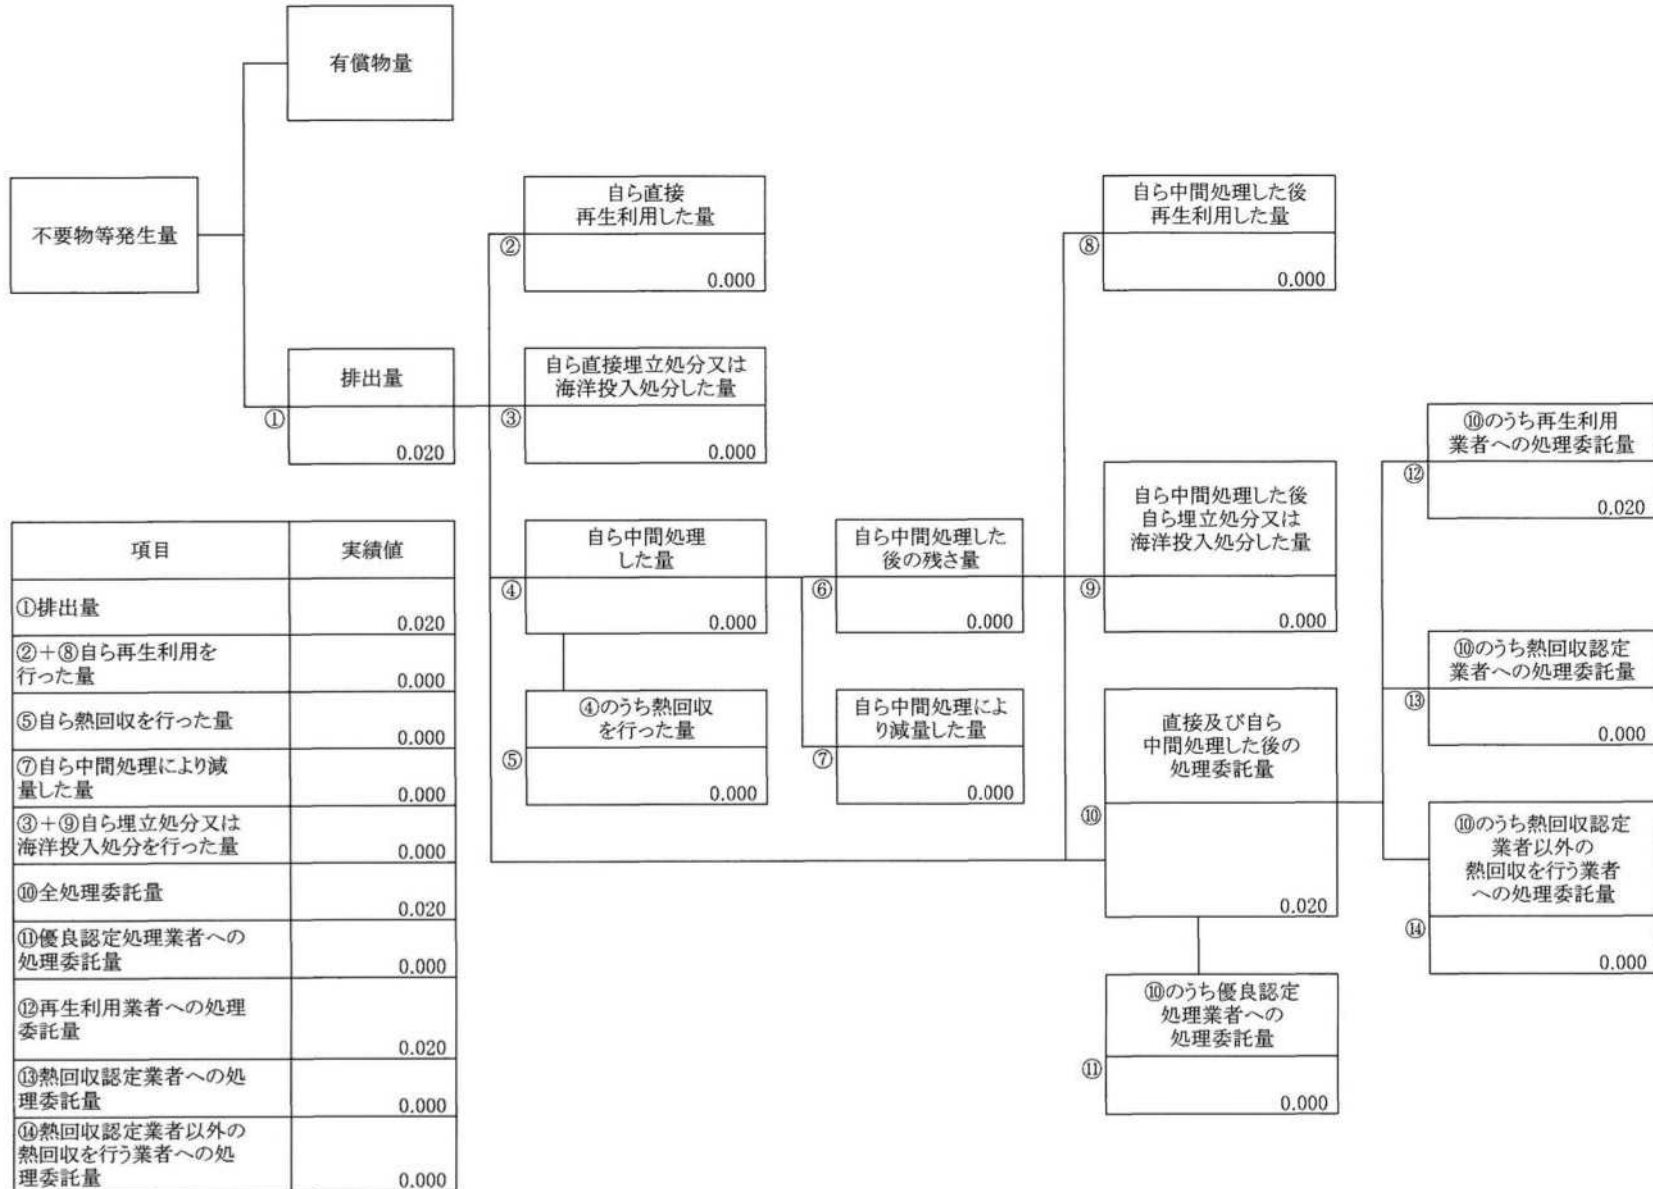 有償物量
不要物等発生量
自ら直接
再生利用した量
②
0.000
自ら中間処理した後
再生利用した量
⑧
0.000
排出量
①
0.020
自ら直接埋立処分又は
海洋投入処分した量
③
0.000
⑩のうち再生利用
業者への処理委託量
⑫
0.020
自ら中間処理
した量
④
0.000
自ら中間処理した
後の残さ量
⑥
0.000
自ら中間処理した後
自ら埋立処分又は
海洋投入処分した量
⑨
0.000
⑩のうち熱回収認定
業者への処理委託量
⑬
0.000
④のうち熱回収
を行った量
⑤
0.000
自ら中間処理によ
り減量した量
⑦
0.000
直接及び自ら
中間処理した後の
処理委託量
⑩
0.020
⑩のうち熱回収認定
業者以外の
熱回収を行う業者
への処理委託量
⑭
0.000
⑩のうち優良認定
処理業者への
処理委託量
⑪
0.000
項目 実績値
①排出量
0.020
②+⑧自ら再生利用を
行った量
0.000
⑤自ら熱回収を行った量
0.000
⑦自ら中間処理により減
量した量
0.000
③+⑨自ら埋立処分又は
海洋投入処分を行った量
0.000
⑩全処理委託量
0.020
⑪優良認定処理業者への
処理委託量
0.000
⑫再生利用業者への処理
委託量
0.020
⑬熱回収認定業者への処
理委託量
0.000
⑭熱回収認定業者以外の
熱回収を行う業者への処
理委託量
0.000